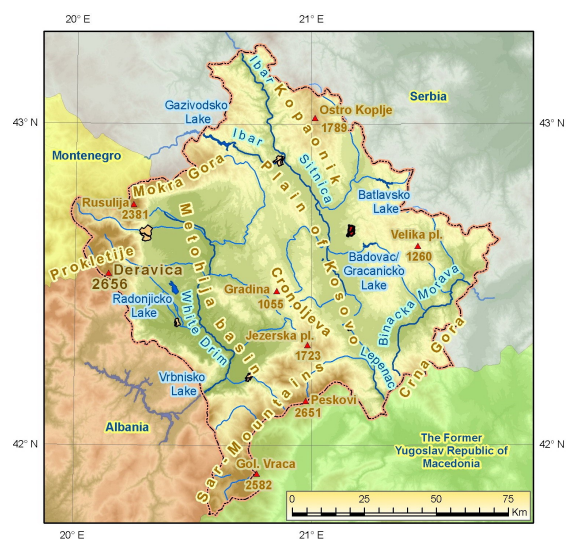 20° E
21° E
Ibar
Serbia
Gazivodsko
Lake
Kopaonik
Ostro Koplje
1789
43° N
43° N
Ibar
Montenegro
Mokra Gora
Sitnica
Batlavsko
Lake
Rusulija
2381
Plain of Kosovo
Velika pl.
1260
Prokletije
Deravica
2656
Metohija basin
Badovac/
Gracanicko
Lake
Radonjicko
Lake
Gradina
1055
Cronoljeva
Binacka Morava
White Drim
Jezerska pl.
1723
Lepenac
Crna Gora
Vrbnisko
Lake
Peskovi
2651
Albania
Sar-Mountains
42° N
42° N
The Former
Yugoslav Republic of
Macedonia
Gol. Vraca
2582
0 25 50 75
Km
20° E
21° E